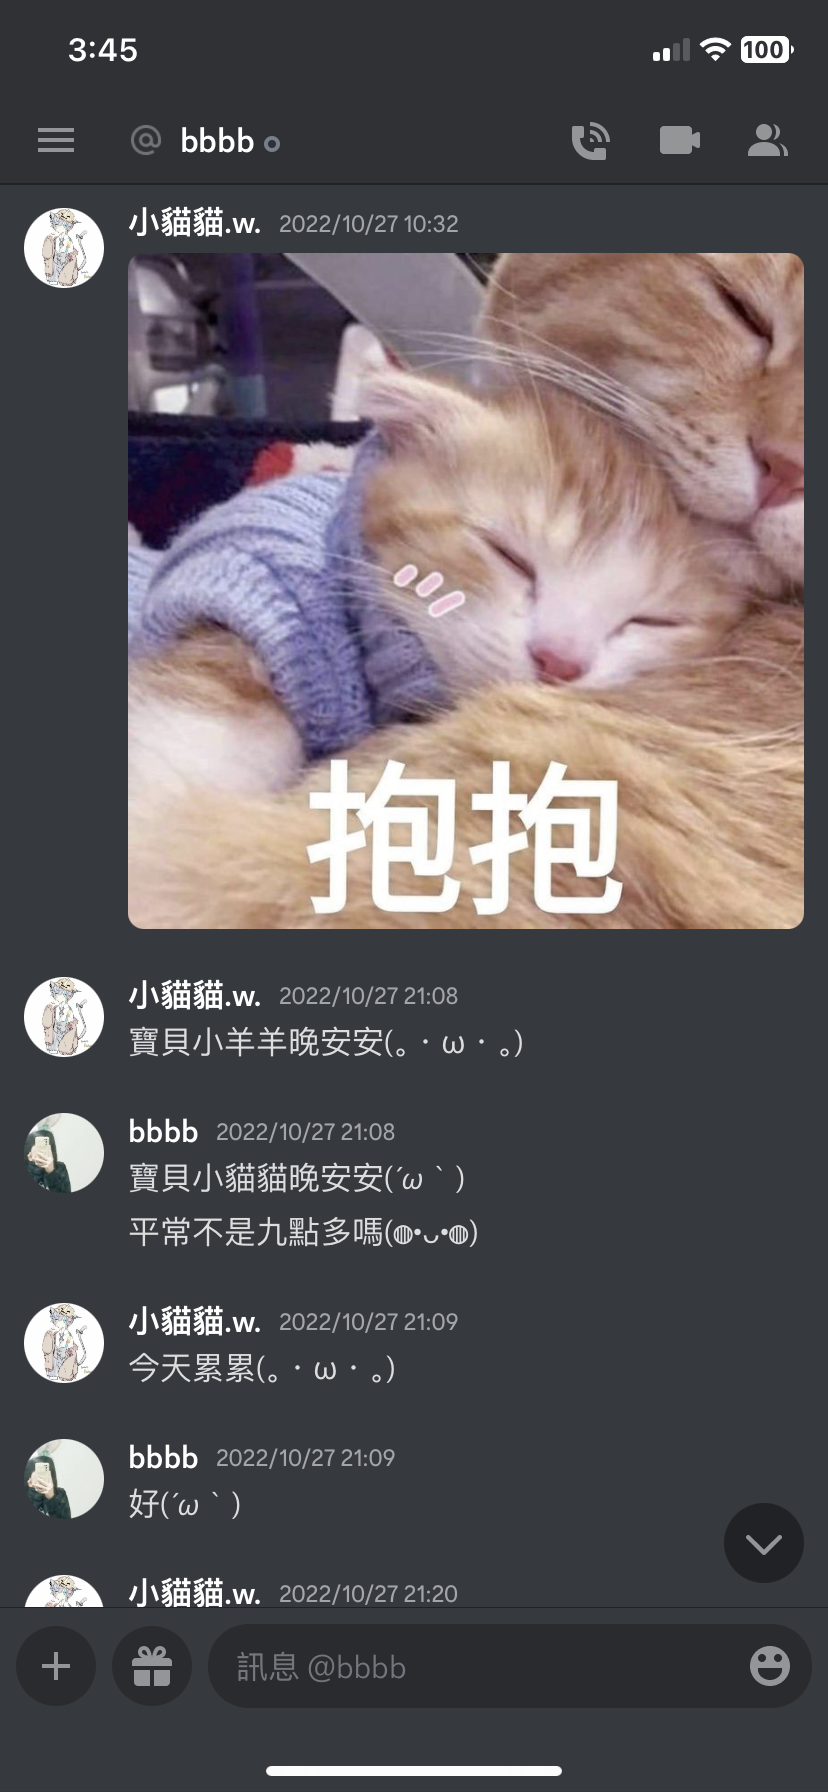 3:45
100
@ bbbb
小貓貓.w. 2022/10/27 10:32
抱抱
小貓貓.w. 2022/10/27 21:08
寶貝小羊羊晚安安(｡･ω･｡)
bbbb 2022/10/27 21:08
寶貝小貓貓晚安安(´ω｀)
平常不是九點多嗎(◍•ᴗ•◍)
小貓貓.w. 2022/10/27 21:09
今天累累(｡･ω･｡)
bbbb 2022/10/27 21:09
好(´ω｀)
小貓貓.w. 2022/10/27 21:20
訊息 @bbbb